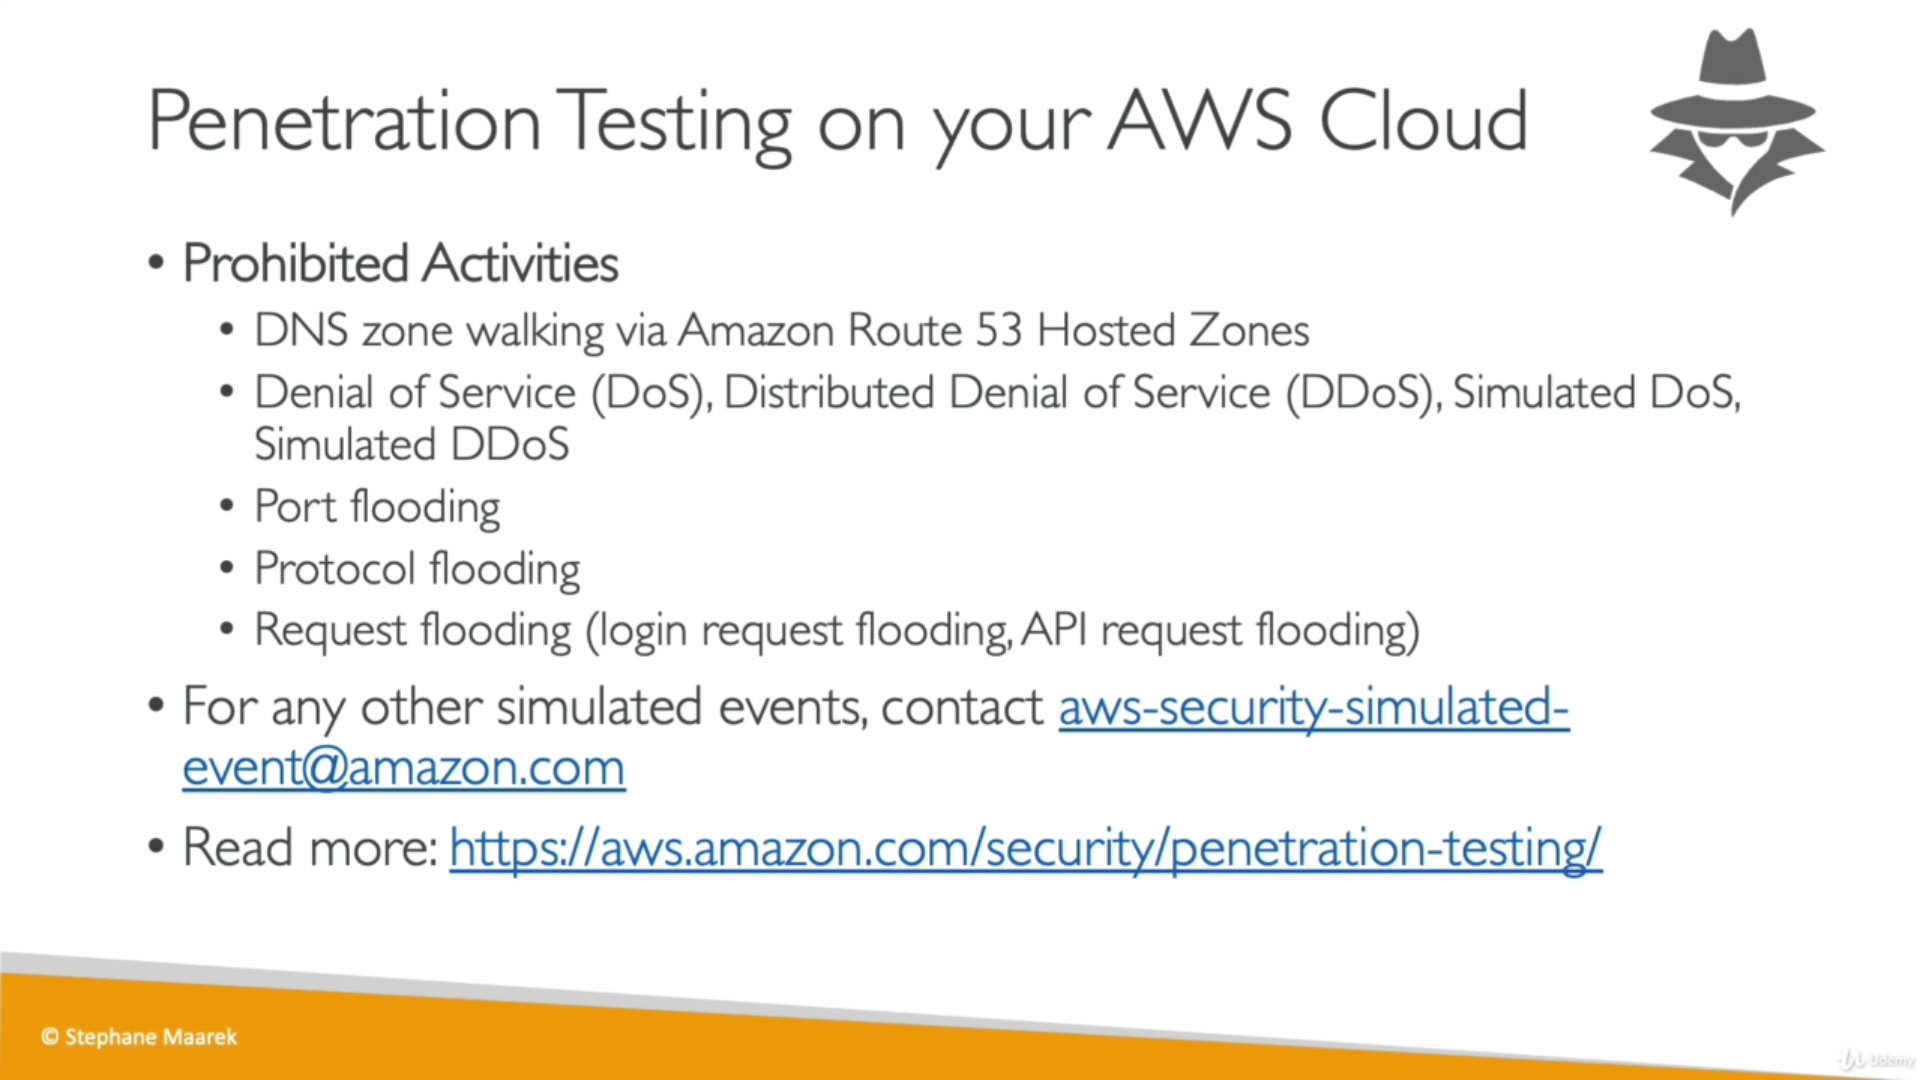 Penetration Testing on your AWS Cloud
• Prohibited Activities
• DNS zone walking via Amazon Route 53 Hosted Zones
• Denial of Service (DoS), Distributed Denial of Service (DDoS), Simulated DoS,
Simulated DDoS
• Port flooding
• Protocol flooding
• Request flooding (login request flooding, API request flooding)
• For any other simulated events, contact aws-security-simulated-
event@amazon.com
• Read more: https://aws.amazon.com/security/penetration-testing/
© Stephane Maarek
Udemy